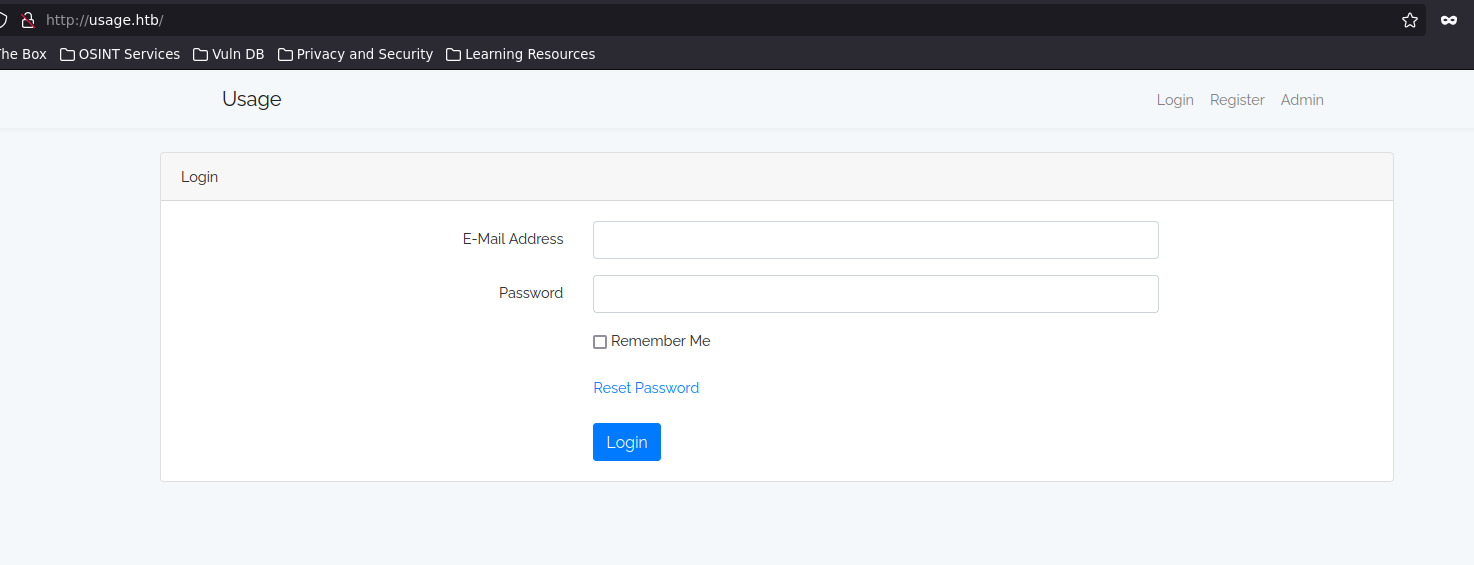 http://usage.htb/
he Box OSINT Services Vuln DB Privacy and Security Learning Resources
Usage Login Register Admin
Login
E-Mail Address
Password
Remember Me
Reset Password
Login